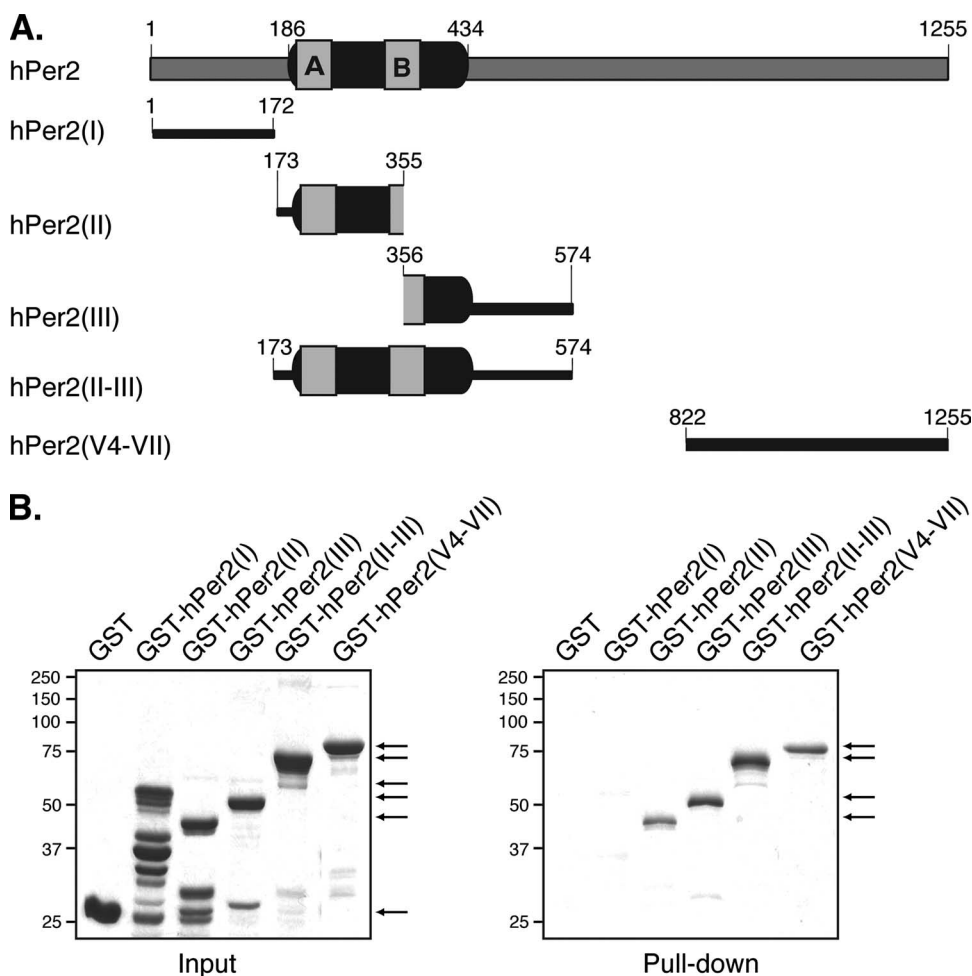 A.
1 186 434 1255
hPer2 A B
1 172
hPer2(I)
173 355
hPer2(II)
356 574
hPer2(III)
173 574
hPer2(II-III)
822 1255
hPer2(V4-VII)
B.
GST GST-hPer2(I) GST-hPer2(II) GST-hPer2(III) GST-hPer2(II-III) GST-hPer2(V4-VII)
250
150
100
75
50
37
25
Input
GST GST-hPer2(I) GST-hPer2(II) GST-hPer2(III) GST-hPer2(II-III) GST-hPer2(V4-VII)
250
150
100
75
50
37
25
Pull-down